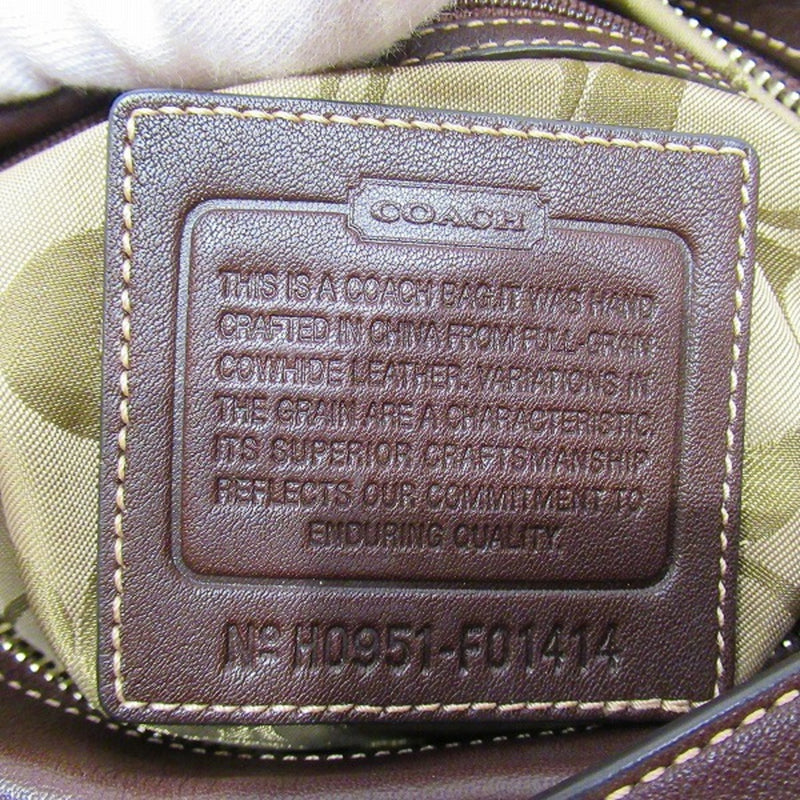 COACH
THIS IS A COACH BAG.IT WAS HAND
CRAFTED IN CHINA FROM FULL-GRAIN
COWHIDE LEATHER. VARIATIONS IN
THE GRAIN ARE A CHARACTERISTIC.
ITS SUPERIOR CRAFTSMANSHIP
REFLECTS OUR COMMITMENT TO
ENDURING QUALITY.
Nº H0951-F01414